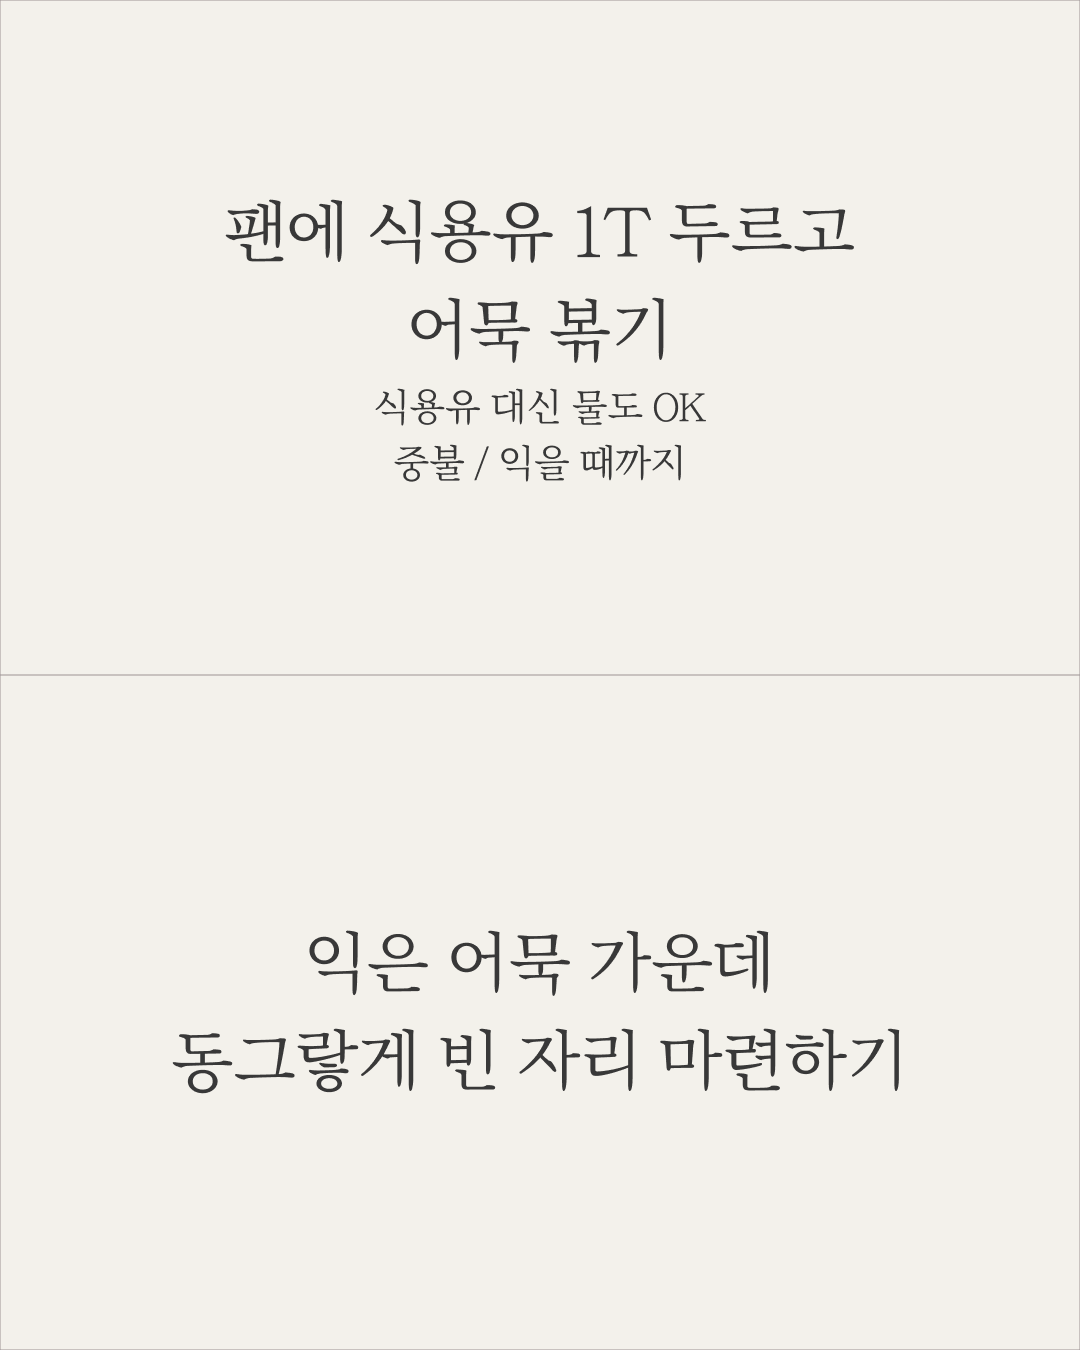 팬에 식용유 1T 두르고
어묵 볶기
식용유 대신 물도 OK
중불 / 익을 때까지
익은 어묵 가운데
동그랗게 빈 자리 마련하기